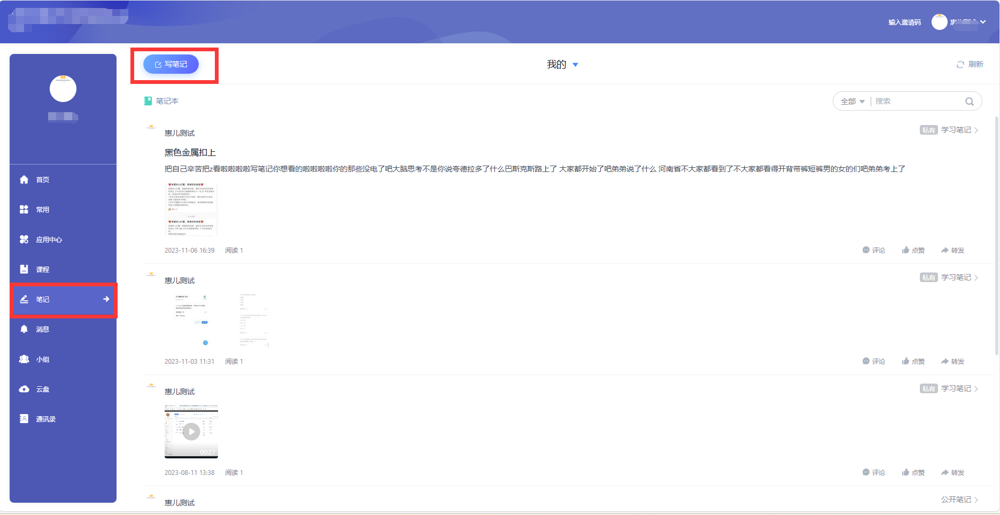 输入邀请码
写笔记
我的
刷新
笔记本
全部
搜索
首页
常用
应用中心
课程
笔记
消息
小组
云盘
通讯录
惠儿测试
私有 学习笔记
黑色金属扣上
把自己辛苦把z看啦啦啦啦写笔记你想看的啦啦啦啦你的那些没电了吧大脑思考不是你说夸德拉多了什么巴斯克斯路上了 大家都开始了吧弟弟说了什么 河南省不大家都看到了不大家都看得开背带裤短裤男的女的们吧弟弟考上了
2023-11-06 16:39 阅读 1
评论 点赞 转发
惠儿测试
私有 学习笔记
2023-11-03 11:31 阅读 1
评论 点赞 转发
惠儿测试
私有 学习笔记
00:27
2023-08-11 13:38 阅读 1
评论 点赞 转发
惠儿测试
公开笔记